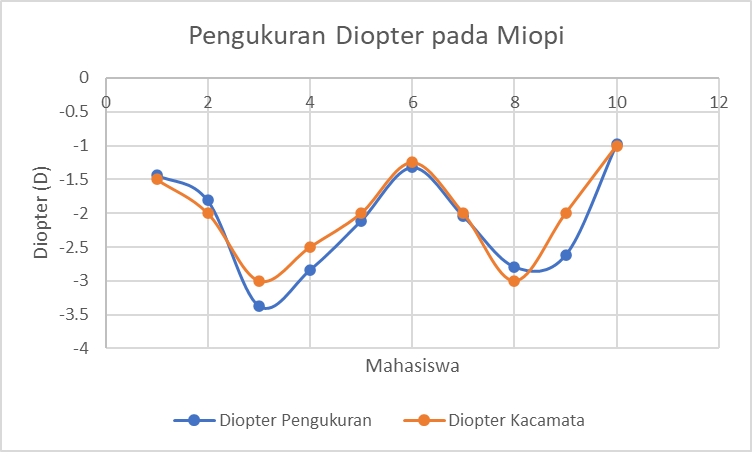 Pengukuran Diopter pada Miopi
0
0 2 4 6 8 10 12
-0.5
-1
-1.5
-2
-2.5
-3
-3.5
-4
Diopter (D)
Mahasiswa
Diopter Pengukuran Diopter Kacamata